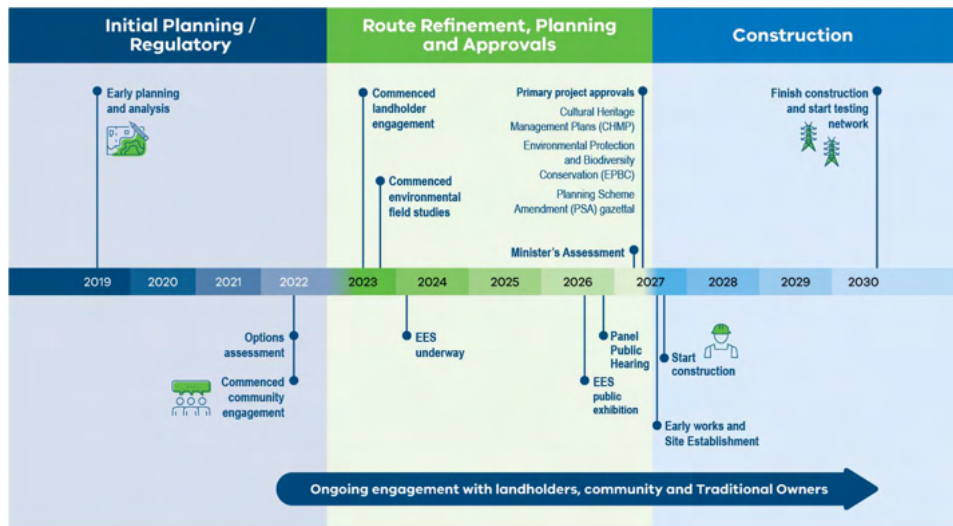 Initial Planning /
Regulatory
Route Refinement, Planning
and Approvals
Construction
Early planning
and analysis
Commenced
landholder
engagement
Commenced
environmental
field studies
Primary project approvals
Cultural Heritage
Management Plans (CHMP)
Environmental Protection
and Biodiversity
Conservation (EPBC)
Planning Scheme
Amendment (PSA) gazettal
Minister's Assessment
Finish construction
and start testing
network
2019
2020
2021
2022
2023
2024
2025
2026
2027
2028
2029
2030
Options
assessment
Commenced
community
engagement
EES
underway
Panel
Public
Hearing
EES
public
exhibition
Start
construction
Early works and
Site Establishment
Ongoing engagement with landholders, community and Traditional Owners